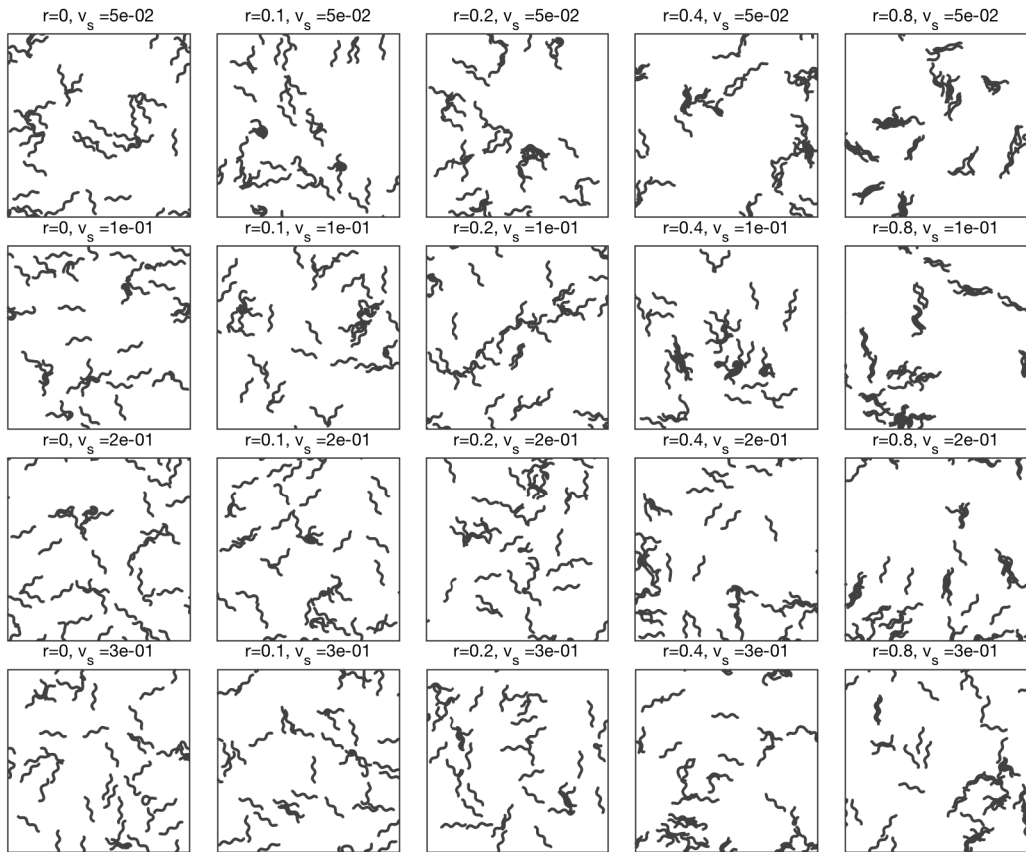 r=0, v_s =5e-02
r=0.1, v_s =5e-02
r=0.2, v_s =5e-02
r=0.4, v_s =5e-02
r=0.8, v_s =5e-02
r=0, v_s =1e-01
r=0.1, v_s =1e-01
r=0.2, v_s =1e-01
r=0.4, v_s =1e-01
r=0.8, v_s =1e-01
r=0, v_s =2e-01
r=0.1, v_s =2e-01
r=0.2, v_s =2e-01
r=0.4, v_s =2e-01
r=0.8, v_s =2e-01
r=0, v_s =3e-01
r=0.1, v_s =3e-01
r=0.2, v_s =3e-01
r=0.4, v_s =3e-01
r=0.8, v_s =3e-01